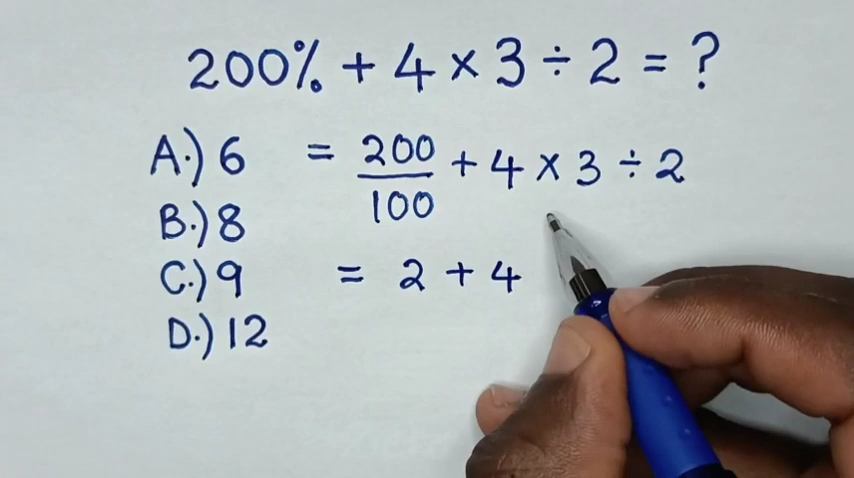 200% + 4 × 3 ÷ 2 = ?
A.) 6
B.) 8
C.) 9
D.) 12
= 200/100 + 4 × 3 ÷ 2
= 2 + 4